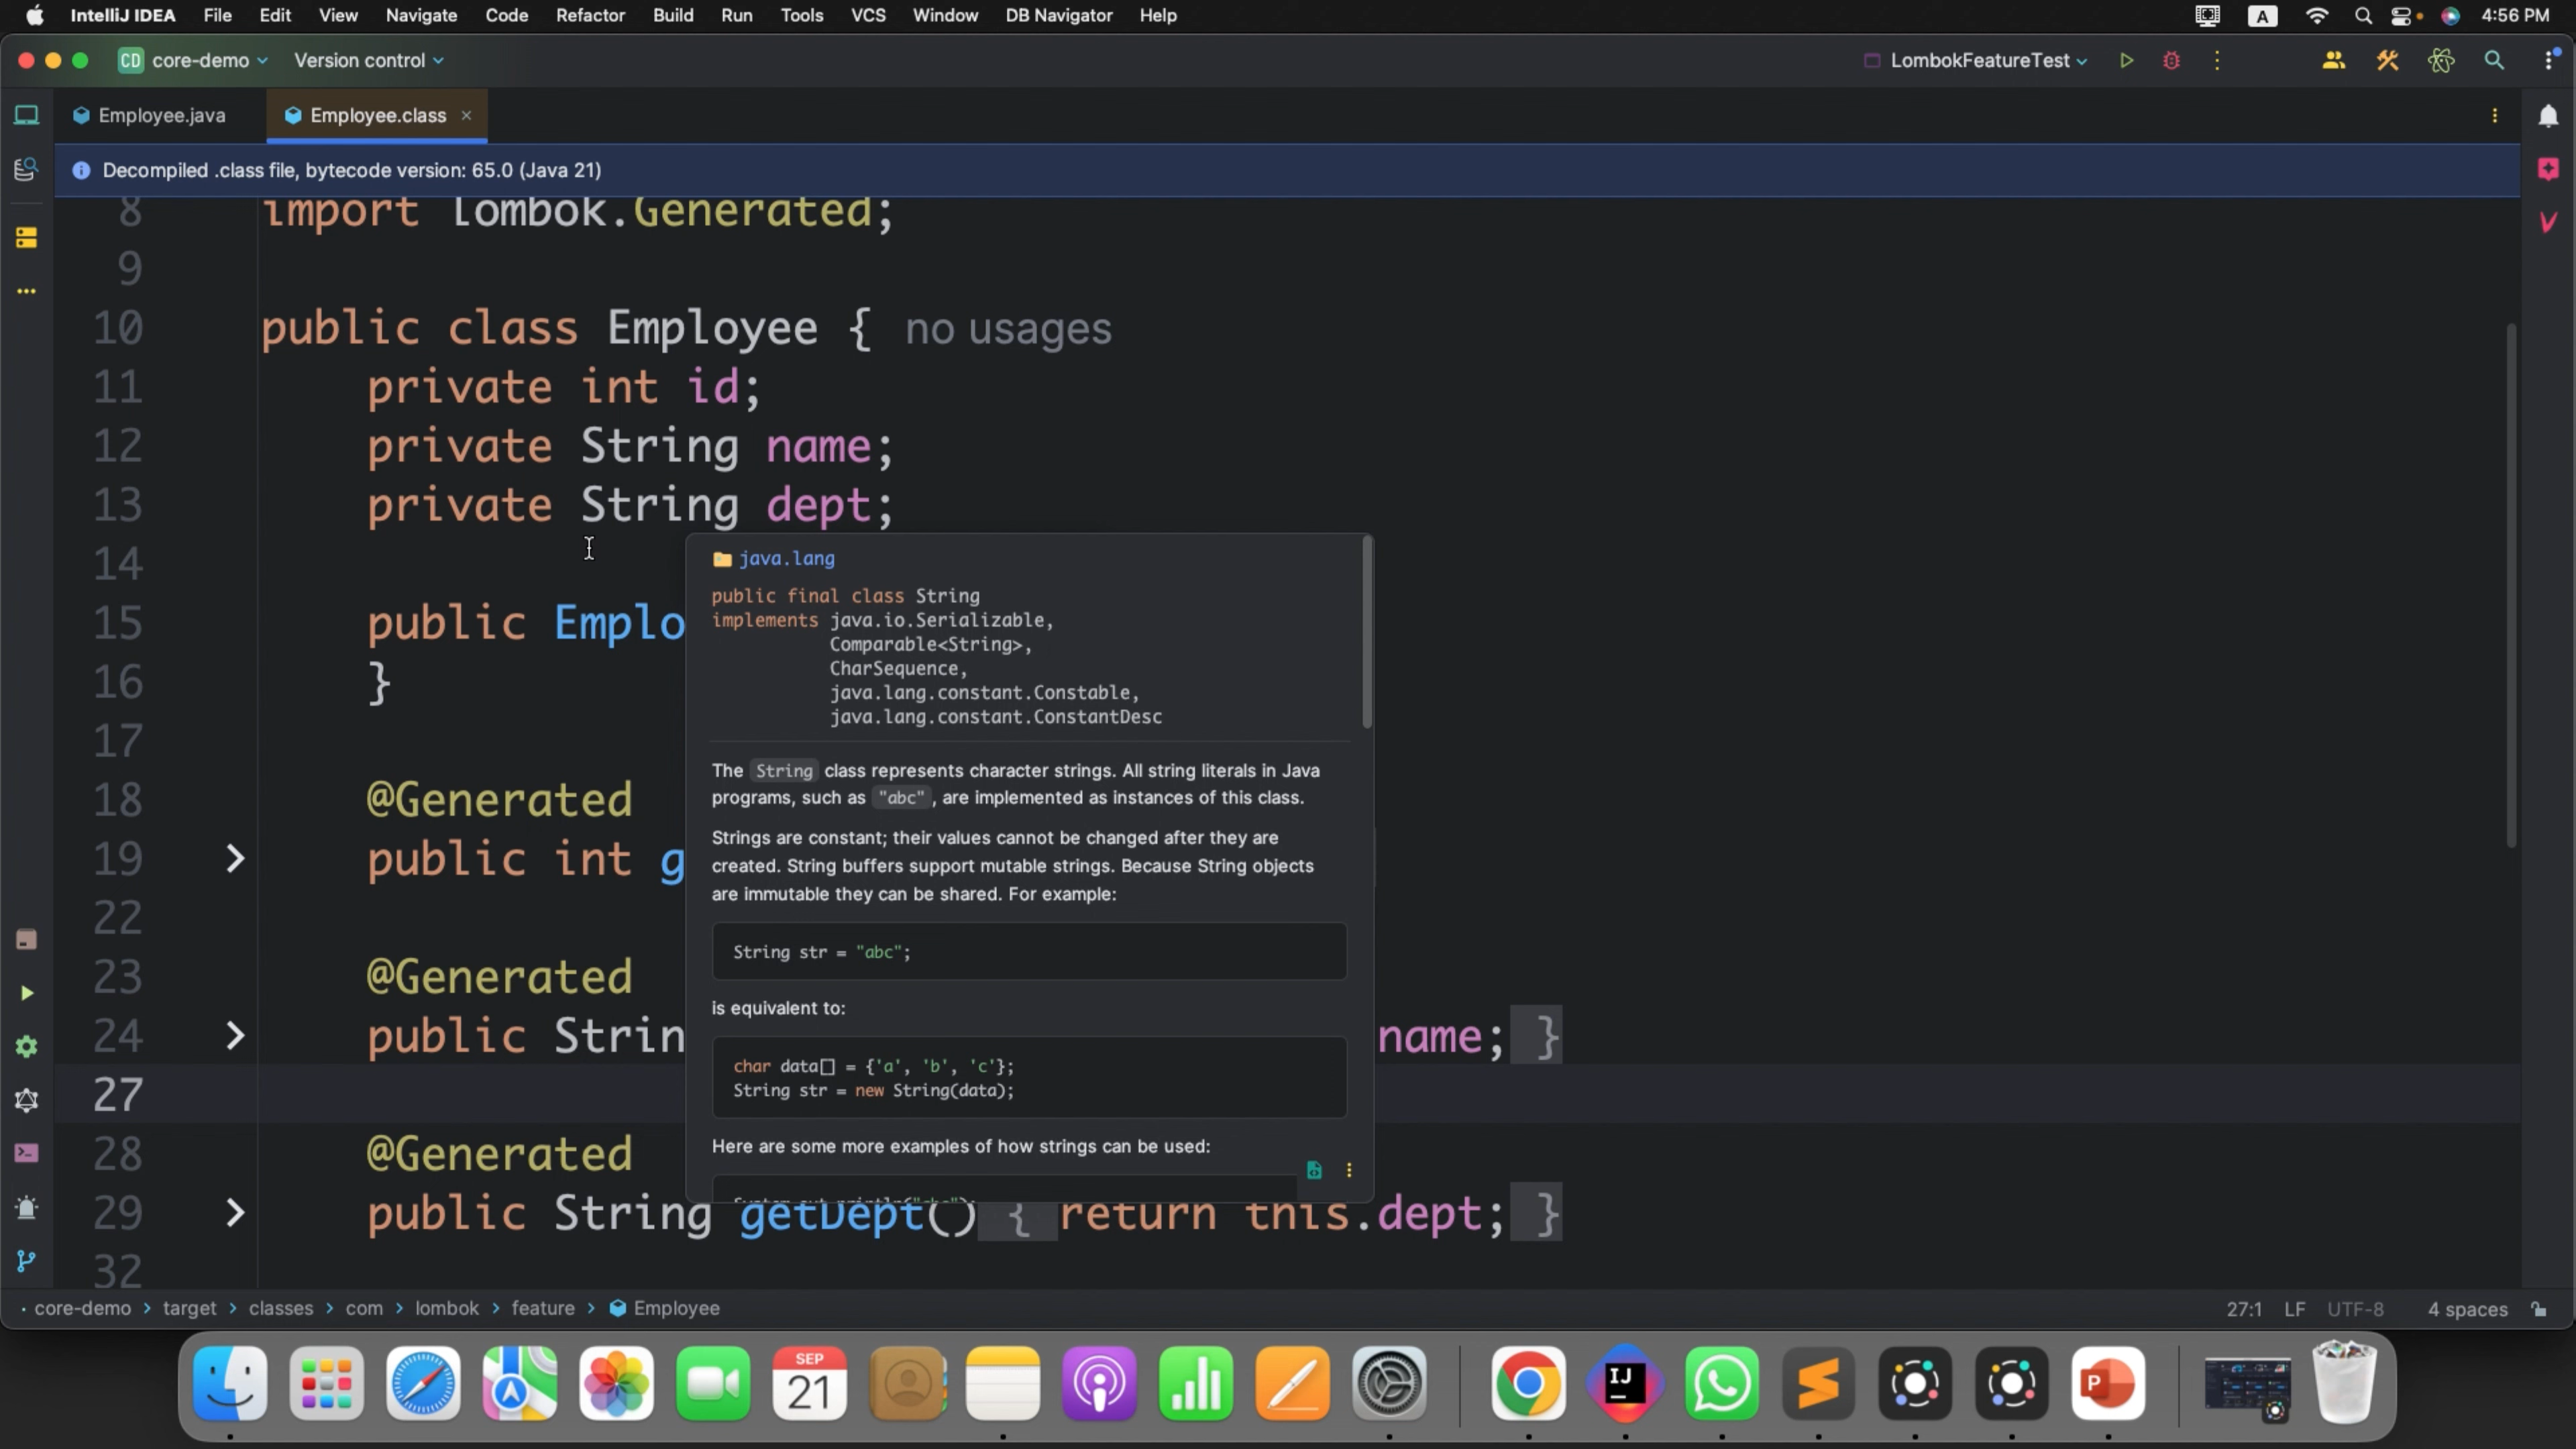 IntelliJ IDEA File Edit View Navigate Code Refactor Build Run Tools VCS Window DB Navigator Help A 4:56 PM
CD core-demo Version control LombokFeatureTest
Employee.java Employee.class
Decompiled .class file, bytecode version: 65.0 (Java 21)
8 import lombok.Generated;
9
10 public class Employee { no usages
11 private int id;
12 private String name;
13 private String dept;
14
15 public Emplo
16 }
17
18 @Generated
19 public int g
22
23 @Generated
24 public Strin name; }
27
28 @Generated
29 public String getDept() { return this.dept; }
32
java.lang
public final class String
implements java.io.Serializable,
Comparable<String>,
CharSequence,
java.lang.constant.Constable,
java.lang.constant.ConstantDesc
The String class represents character strings. All string literals in Java
programs, such as "abc", are implemented as instances of this class.
Strings are constant; their values cannot be changed after they are
created. String buffers support mutable strings. Because String objects
are immutable they can be shared. For example:
String str = "abc";
is equivalent to:
char data[] = {'a', 'b', 'c'};
String str = new String(data);
Here are some more examples of how strings can be used:
System.out.println("abc");
core-demo > target > classes > com > lombok > feature > Employee 27:1 LF UTF-8 4 spaces
SEP
21
IJ
P